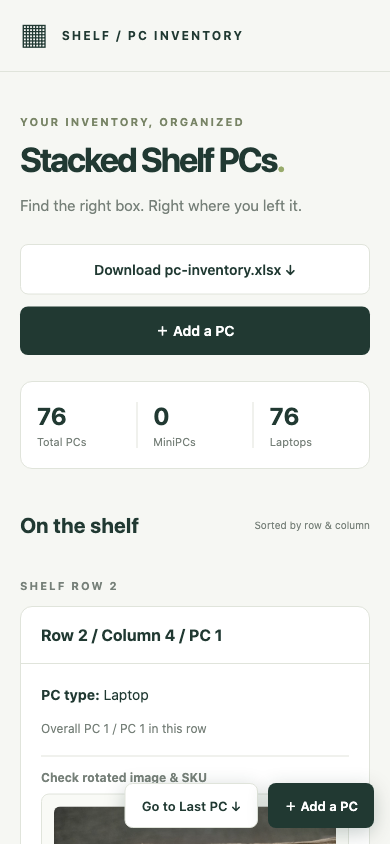 SHELF / PC INVENTORY
YOUR INVENTORY, ORGANIZED
Stacked Shelf PCs.
Find the right box. Right where you left it.
Download pc-inventory.xlsx ↓
+ Add a PC
76
Total PCs
0
MiniPCs
76
Laptops
On the shelf
Sorted by row & column
SHELF ROW 2
Row 2 / Column 4 / PC 1
PC type: Laptop
Overall PC 1 / PC 1 in this row
Check rotated image & SKU
Go to Last PC ↓
+ Add a PC